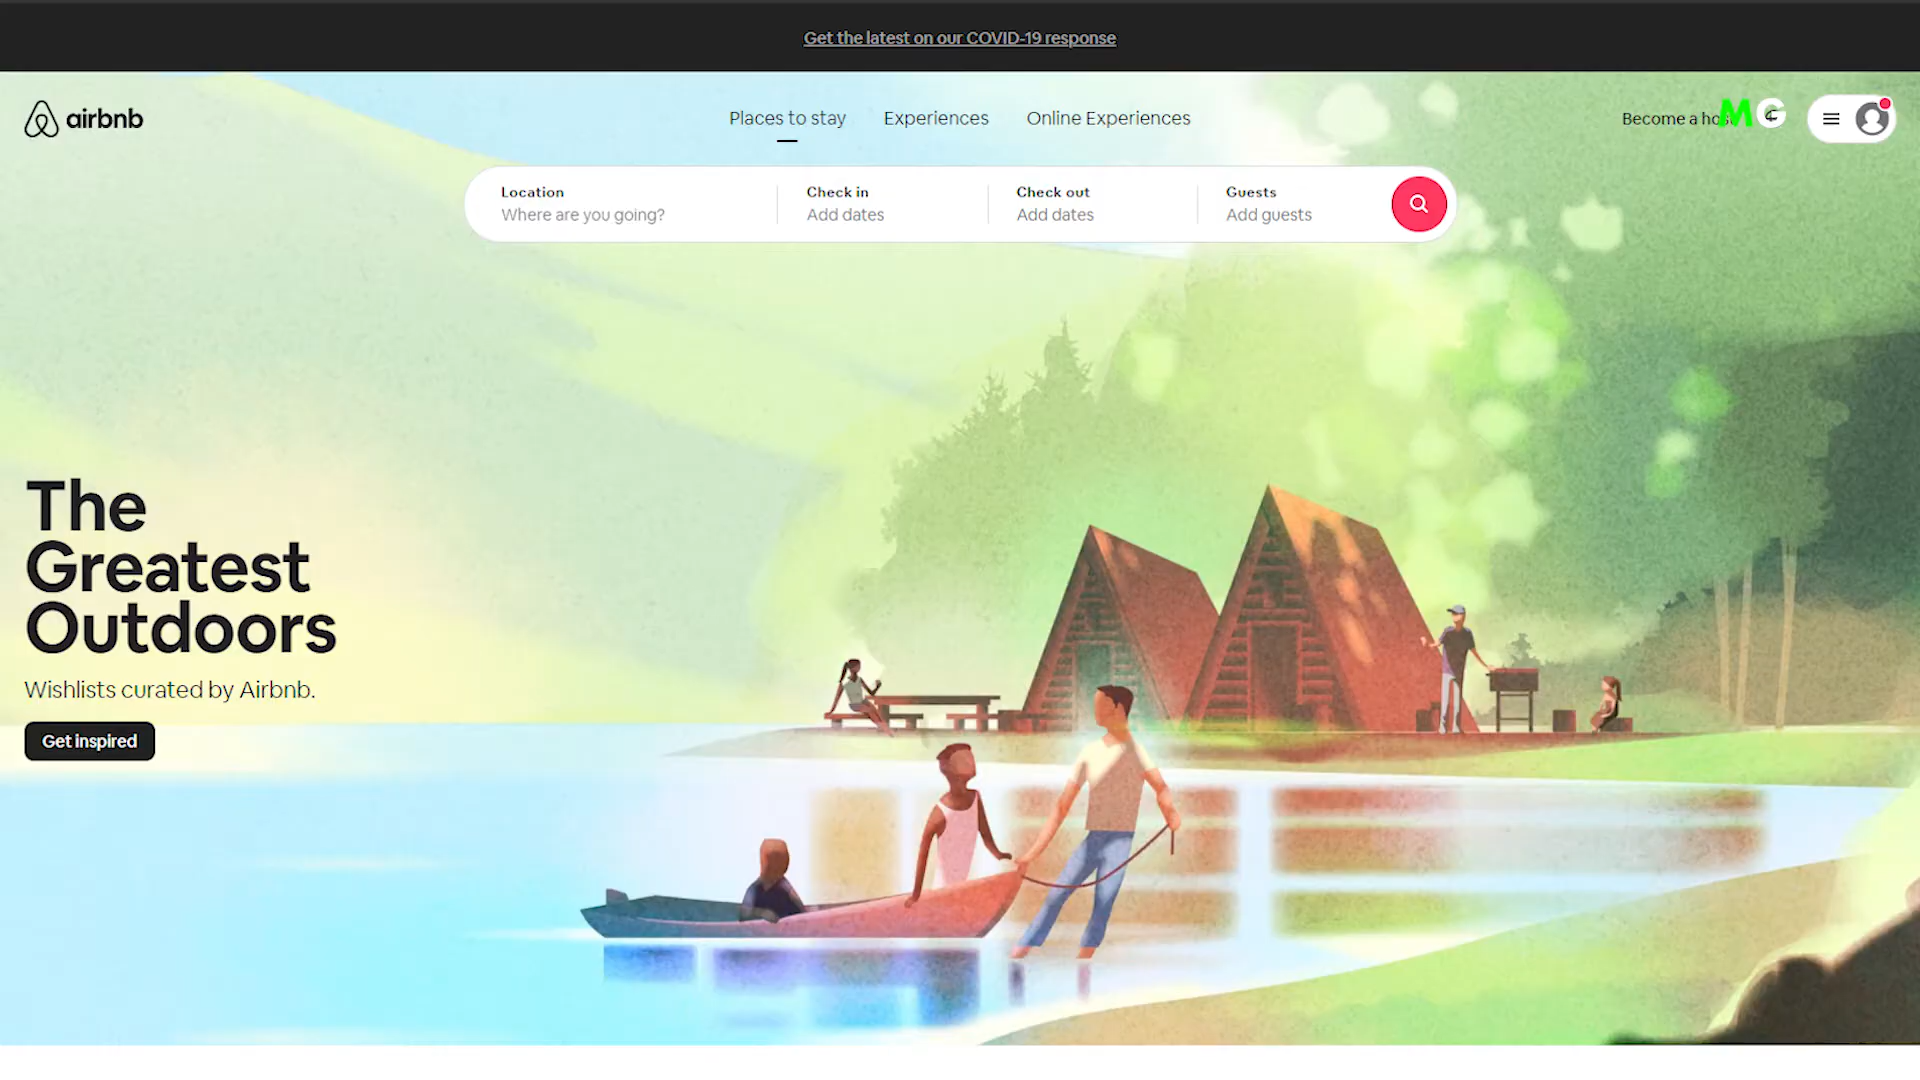 Get the latest on our COVID-19 response
airbnb
Places to stay
Experiences
Online Experiences
Become a
M G
Location
Where are you going?
Check in
Add dates
Check out
Add dates
Guests
Add guests
The
Greatest
Outdoors
Wishlists curated by Airbnb.
Get inspired